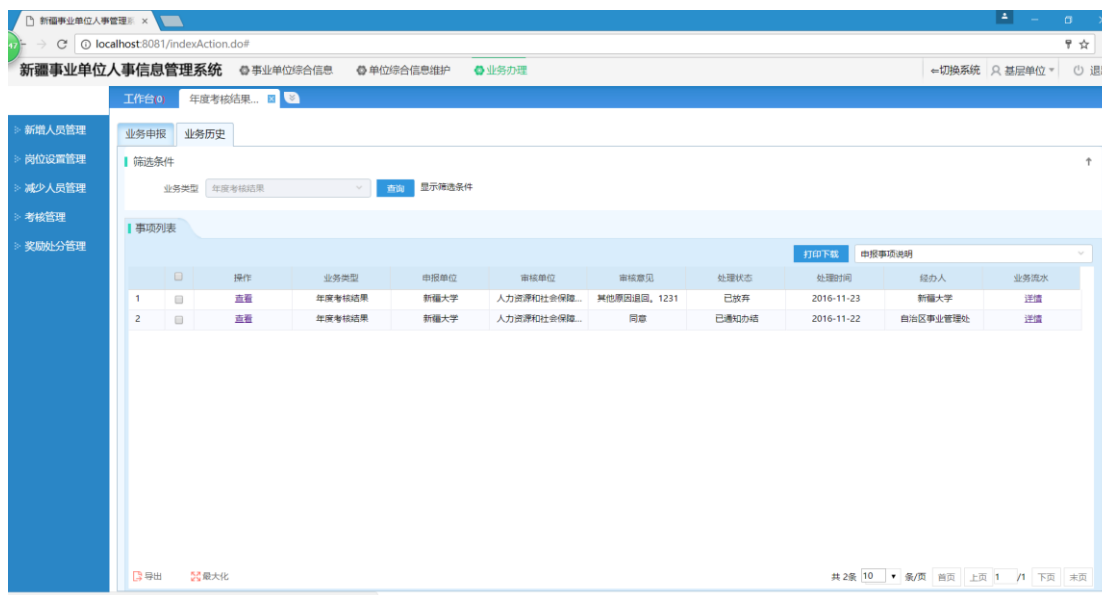 新疆事业单位人事管理
localhost:8081/indexAction.do#
新疆事业单位人事信息管理系统 事业单位综合信息 单位综合信息维护 业务办理 切换系统 基层单位 退
工作台 0 年度考核结果...
新增人员管理
岗位设置管理
减少人员管理
考核管理
奖励处分管理
业务申报 业务历史
筛选条件
业务类型 年度考核结果 查询 显示筛选条件
事项列表
打印下载 申报事项说明
操作 业务类型 申报单位 审核单位 审核意见 处理状态 处理时间 经办人 业务流水
1 查看 年度考核结果 新疆大学 人力资源和社会保障... 其他原因退回。1231 已放弃 2016-11-23 新疆大学 详情
2 查看 年度考核结果 新疆大学 人力资源和社会保障... 同意 已通知办结 2016-11-22 自治区事业管理处 详情
导出 最大化 共 2条 10 条/页 首页 上页 1 /1 下页 末页